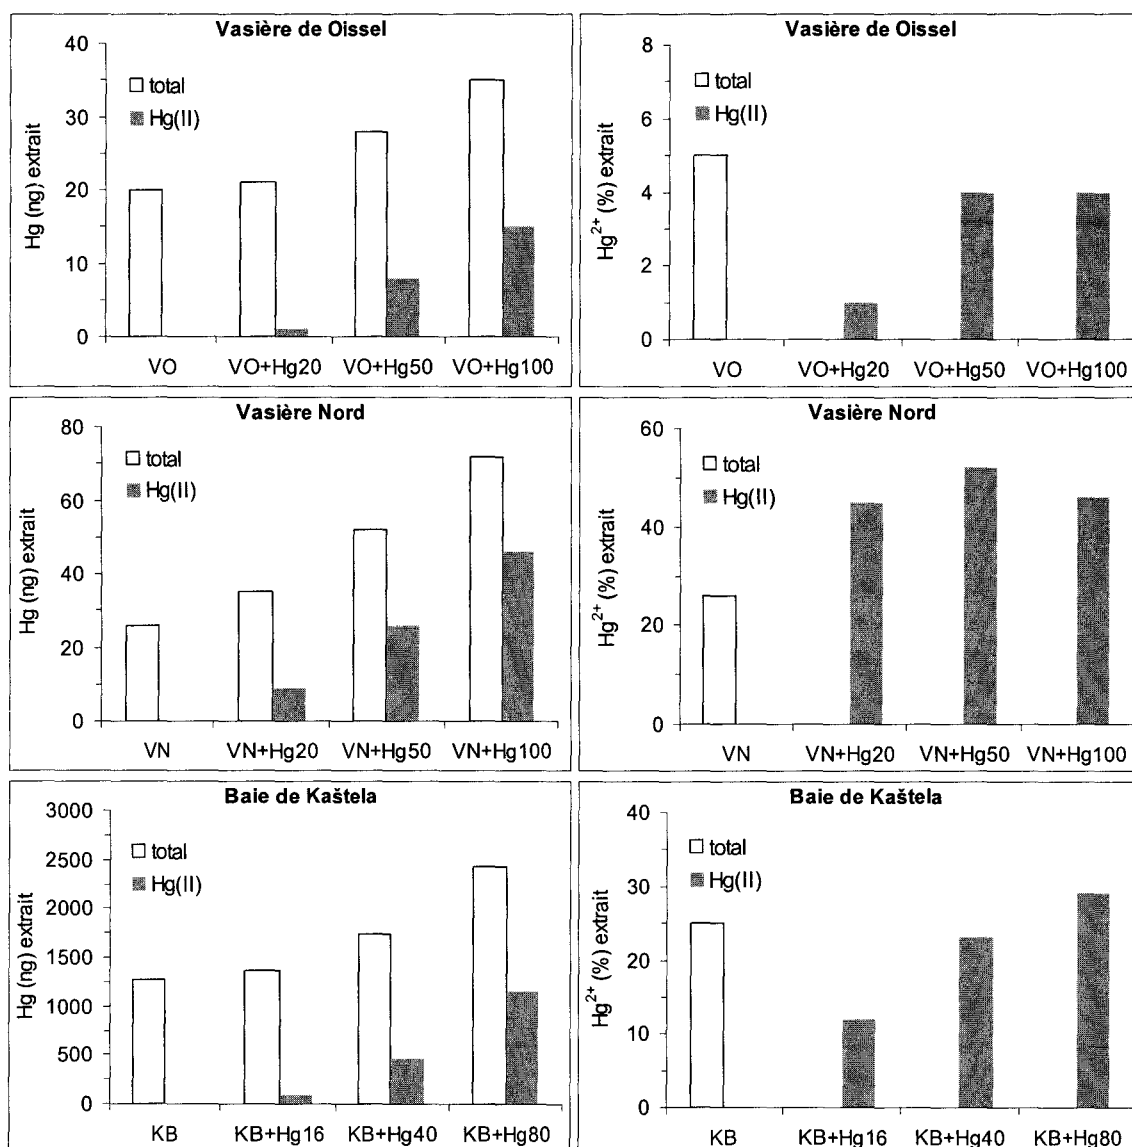 Vasière de Oissel
Hg (ng) extrait
40
30
20
10
0
total
Hg(II)
VO VO+Hg20 VO+Hg50 VO+Hg100
Vasière de Oissel
Hg²⁺ (%) extrait
8
6
4
2
0
total
Hg(II)
VO VO+Hg20 VO+Hg50 VO+Hg100
Vasière Nord
Hg (ng) extrait
80
60
40
20
0
total
Hg(II)
VN VN+Hg20 VN+Hg50 VN+Hg100
Vasière Nord
Hg²⁺ (%) extrait
60
40
20
0
total
Hg(II)
VN VN+Hg20 VN+Hg50 VN+Hg100
Baie de Kaštela
Hg (ng) extrait
3000
2500
2000
1500
1000
500
0
total
Hg(II)
KB KB+Hg16 KB+Hg40 KB+Hg80
Baie de Kaštela
Hg²⁺ (%) extrait
40
30
20
10
0
total
Hg(II)
KB KB+Hg16 KB+Hg40 KB+Hg80